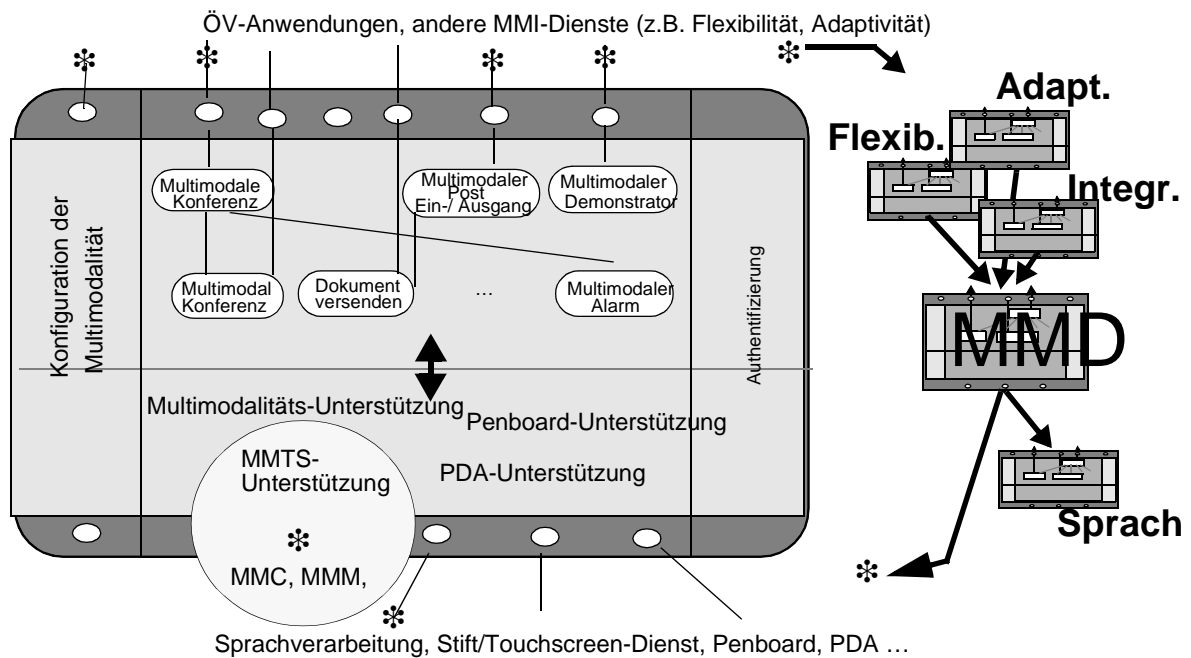 ÖV-Anwendungen, andere MMI-Dienste (z.B. Flexibilität, Adaptivität)
Adapt.
Flexib.
Integr.
MMD
Sprach
Konfiguration der
Multimodalität
Multimodale
Konferenz
Multimodaler
Post
Ein-/ Ausgang
Multimodaler
Demonstrator
Multimodal
Konferenz
Dokument
versenden
...
Multimodaler
Alarm
Authentifizierung
Multimodalitäts-Unterstützung
Penboard-Unterstützung
MMTS-
Unterstützung
PDA-Unterstützung
MMC, MMM,
Sprachverarbeitung, Stift/Touchscreen-Dienst, Penboard, PDA ...